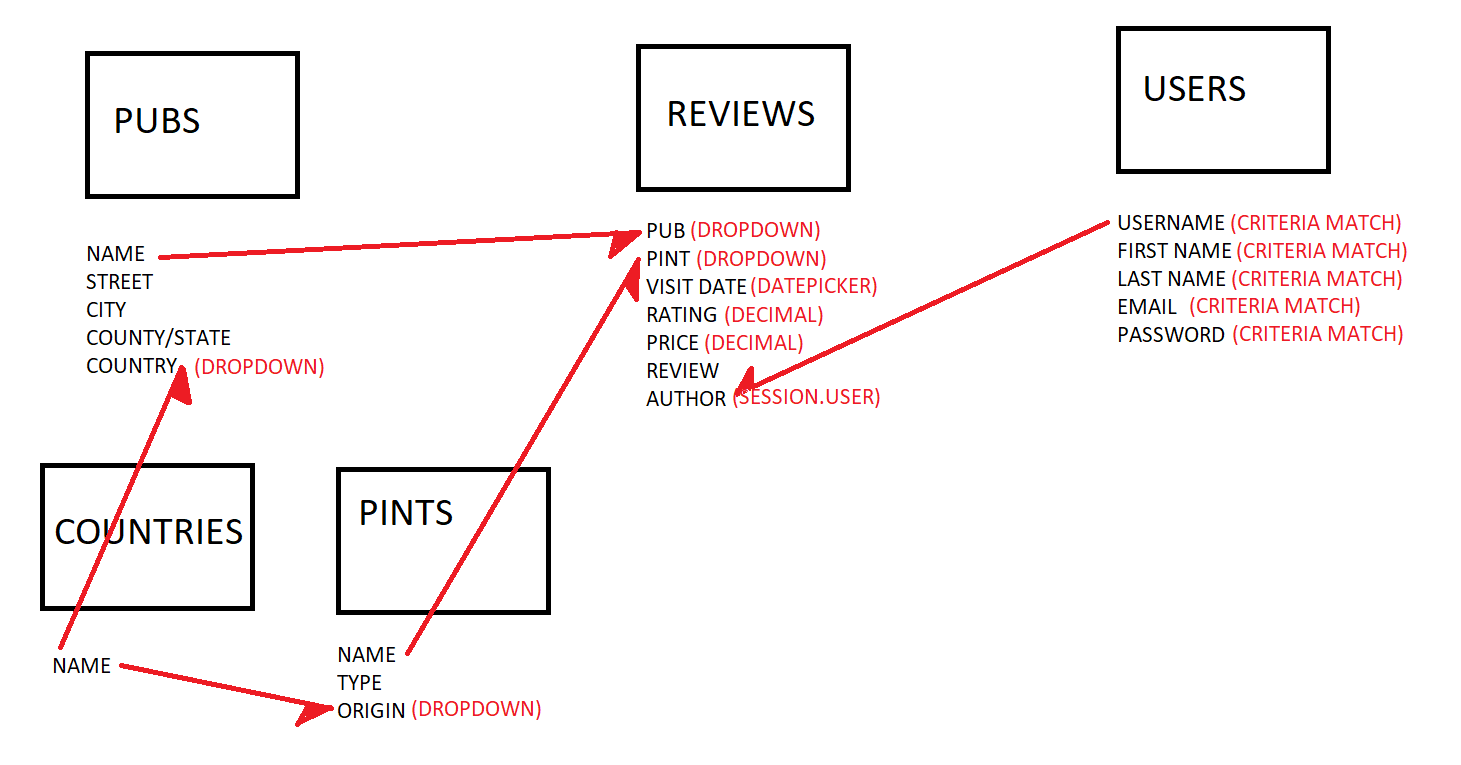 PUBS
NAME
STREET
CITY
COUNTY/STATE
COUNTRY (DROPDOWN)
REVIEWS
PUB (DROPDOWN)
PINT (DROPDOWN)
VISIT DATE (DATEPICKER)
RATING (DECIMAL)
PRICE (DECIMAL)
REVIEW
AUTHOR (SESSION.USER)
USERS
USERNAME (CRITERIA MATCH)
FIRST NAME (CRITERIA MATCH)
LAST NAME (CRITERIA MATCH)
EMAIL (CRITERIA MATCH)
PASSWORD (CRITERIA MATCH)
COUNTRIES
NAME
PINTS
NAME
TYPE
ORIGIN (DROPDOWN)